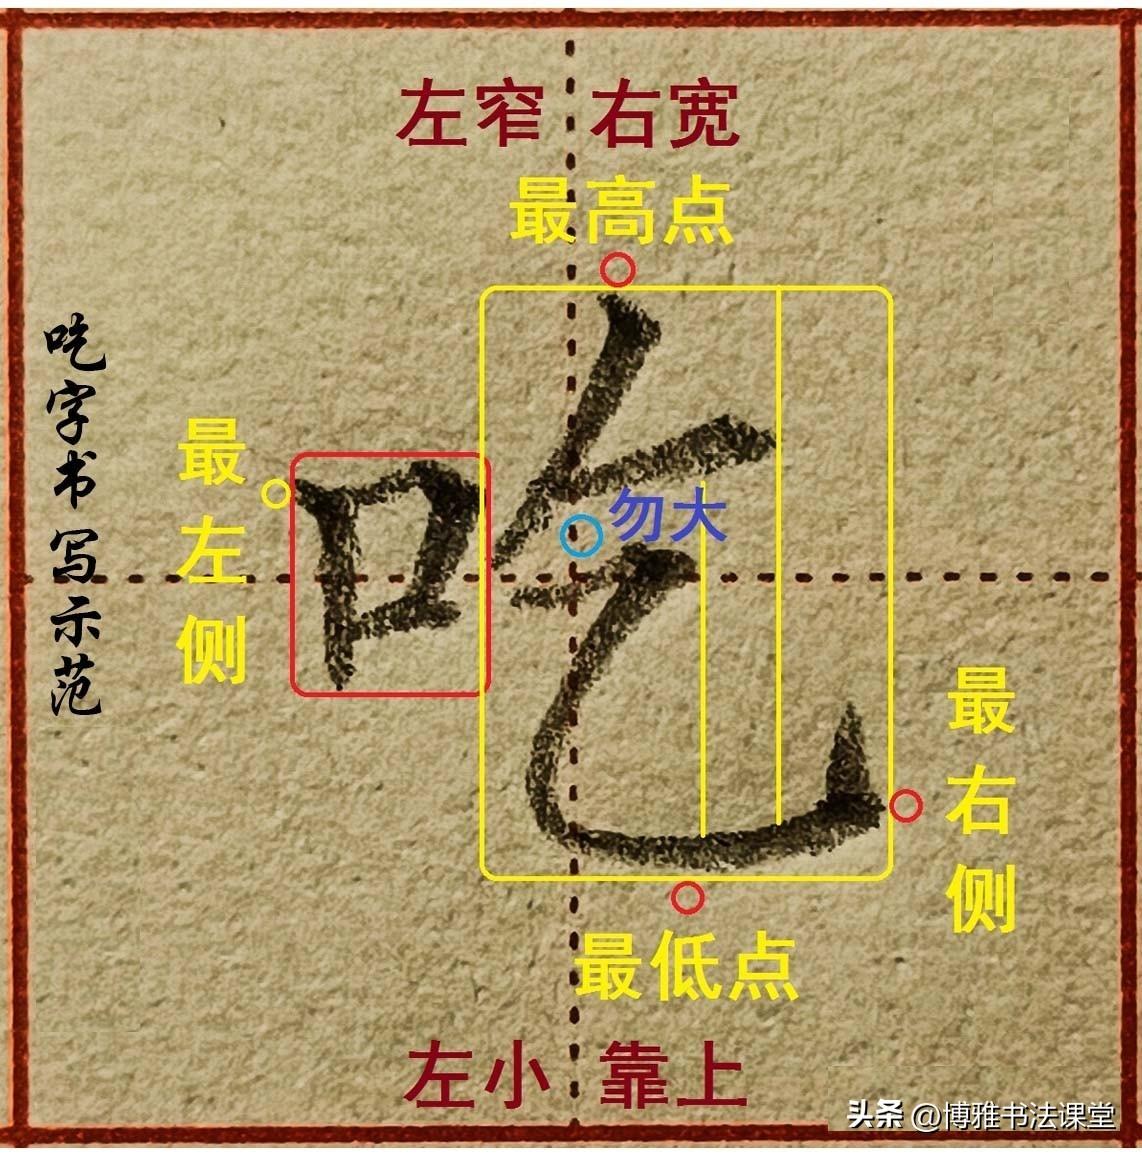 左窄 右宽
最高点
吃字书写示范
最左侧
吃
勿大
最右侧
最低点
左小 靠上
头条 @博雅书法课堂